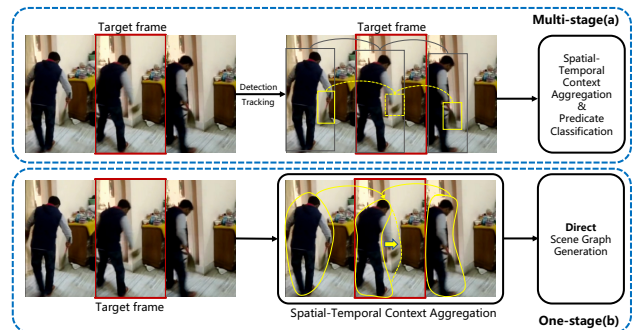 Target frame
Target frame
Multi-stage(a)
Detection
Tracking
Spatial-
Temporal
Context
Aggregation
&
Predicate
Classification
Direct
Scene Graph
Generation
Target frame
Spatial-Temporal Context Aggregation
One-stage(b)